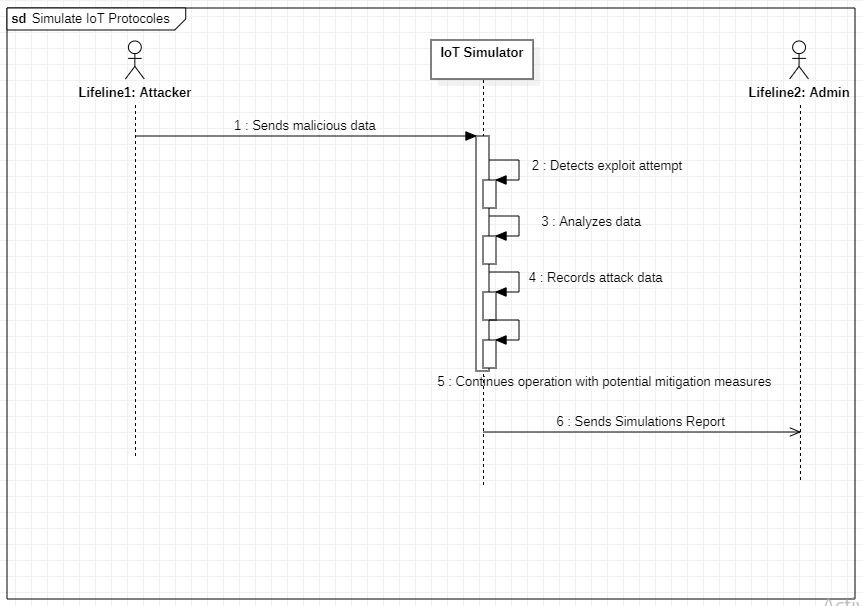 sd Simulate IoT Protocoles
IoT Simulator
Lifeline1: Attacker
Lifeline2: Admin
1 : Sends malicious data
2 : Detects exploit attempt
3 : Analyzes data
4 : Records attack data
5 : Continues operation with potential mitigation measures
6 : Sends Simulations Report